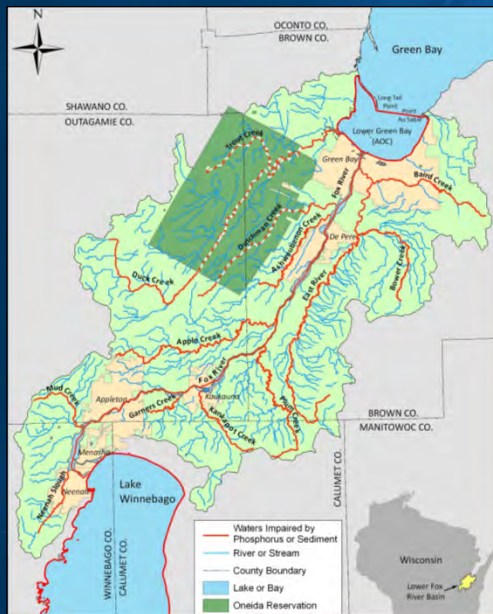 N
OCONTO CO.
BROWN CO.
Green Bay
SHAWANO CO.
OUTAGAMIE CO.
Long Tail
Point
Point
Au Sable
Lower Green Bay
(AOC)
Trout Creek
Green Bay
Fox River
Baird Creek
Dutchman Creek
Ashwaubenon Creek
De Pere
East River
Bower Creek
Duck Creek
Apple Creek
Fox River
Mud Creek
Appleton
Garners Creek
Kaukauna
Kankapot Creek
Plum Creek
BROWN CO.
MANITOWOC CO.
Menasha
Neenah Slough
Neenah
Lake
Winnebago
WINNEBAGO CO.
CALUMET CO.
CALUMET CO.
Waters Impaired by
Phosphorus or Sediment
River or Stream
County Boundary
Lake or Bay
Oneida Reservation
Wisconsin
Lower Fox
River Basin